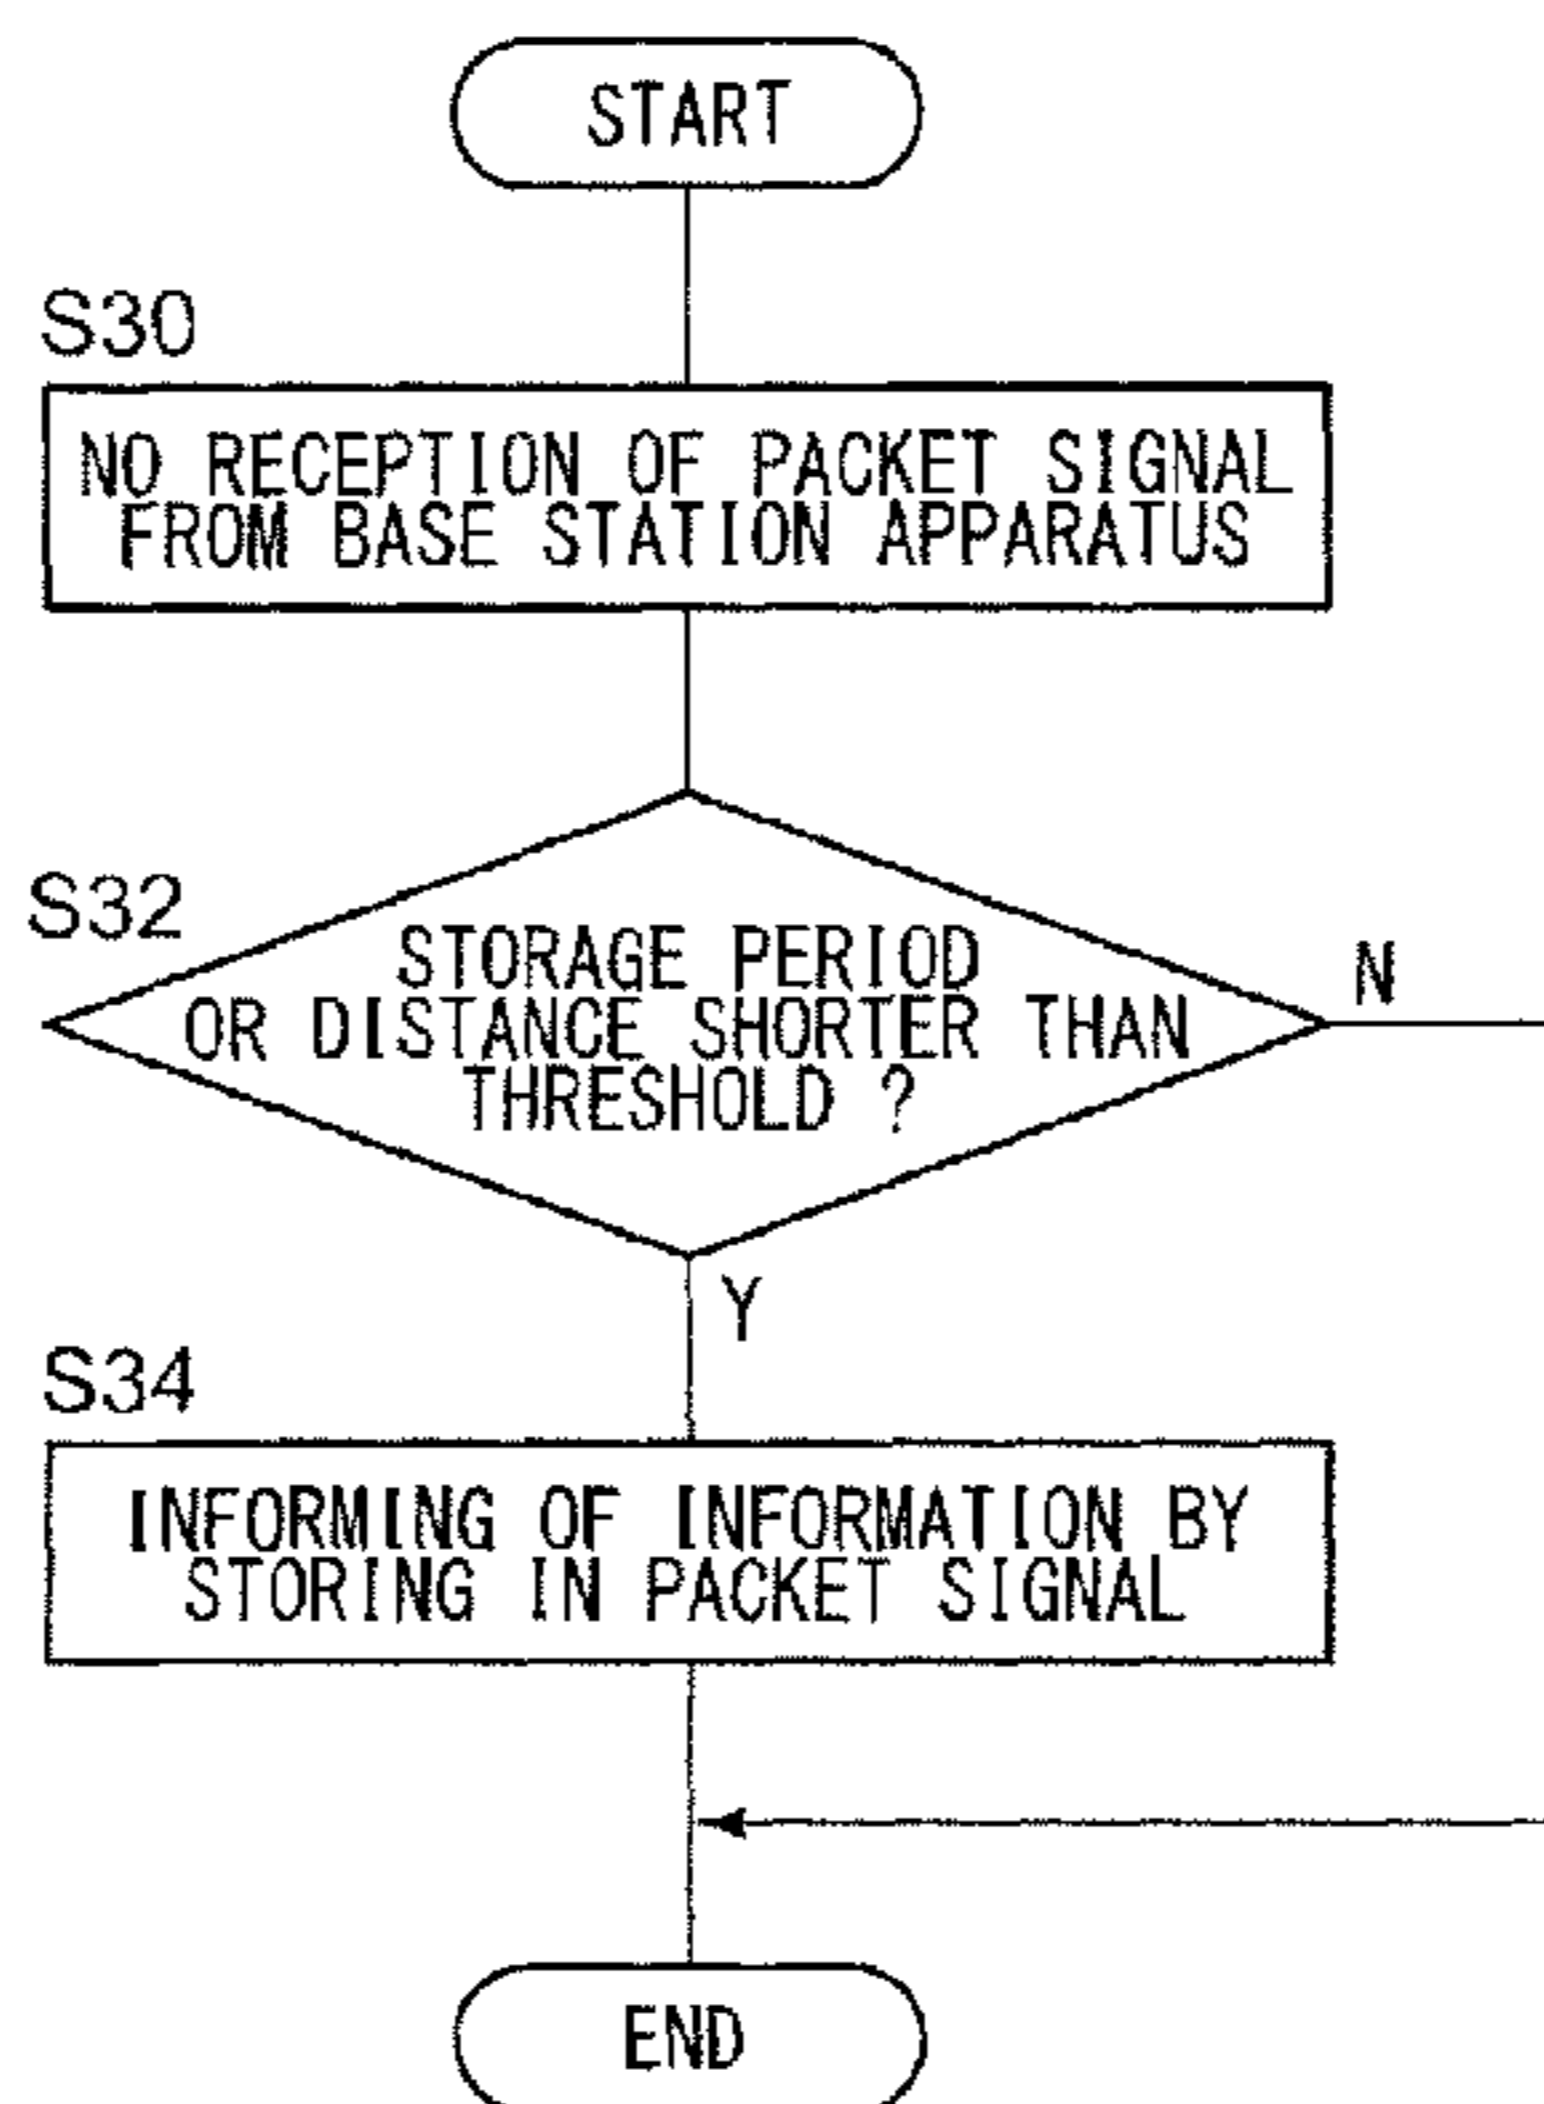 START
S30
NO RECEPTION OF PACKET SIGNAL
FROM BASE STATION APPARATUS
S32
STORAGE PERIOD
OR DISTANCE SHORTER THAN
THRESHOLD ?
N
Y
S34
INFORMING OF INFORMATION BY
STORING IN PACKET SIGNAL
END